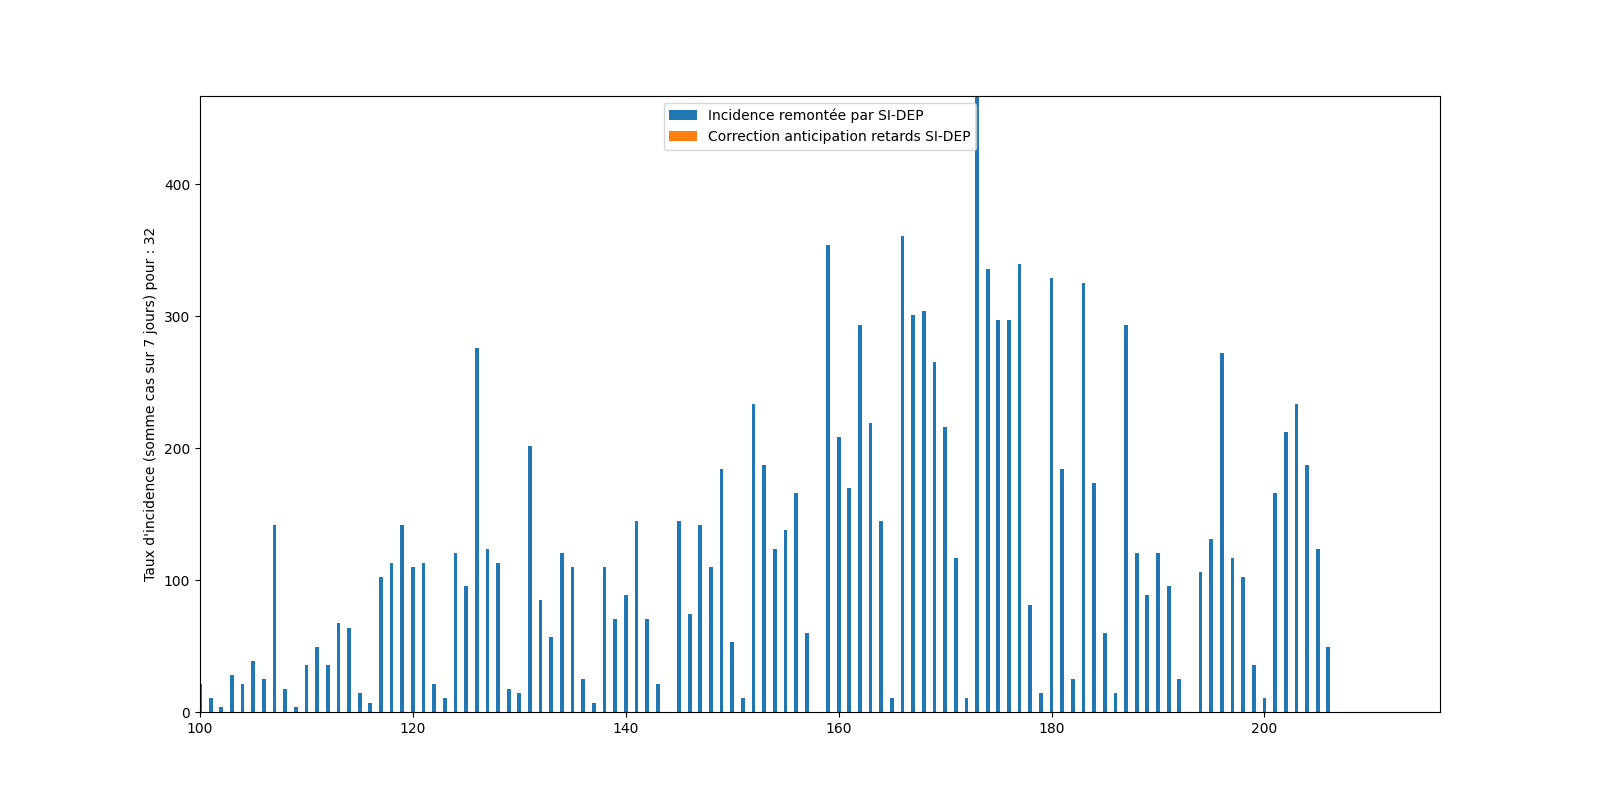 Incidence remontée par SI-DEP
Correction anticipation retards SI-DEP
Taux d'incidence (somme cas sur 7 jours) pour : 32
400
300
200
100
0
100 120 140 160 180 200